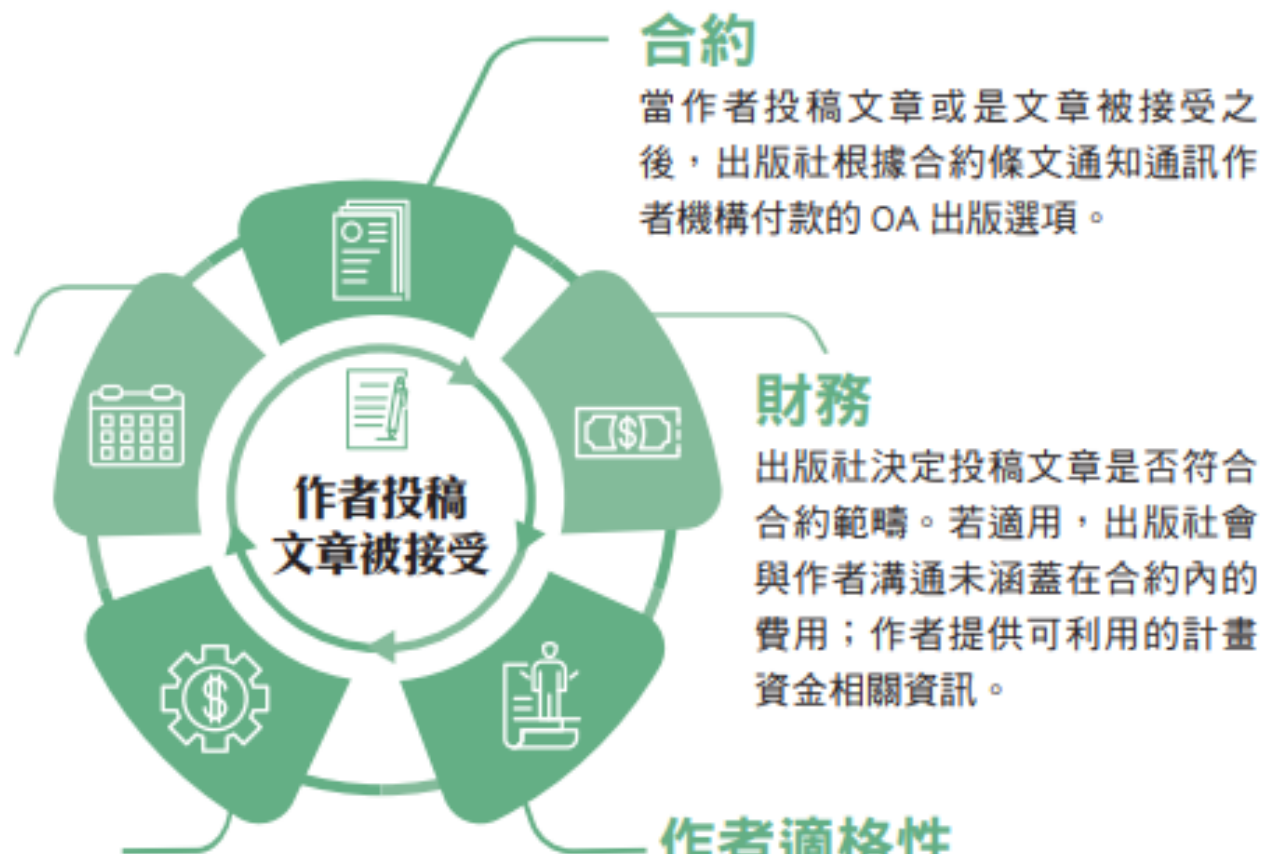 合約
當作者投稿文章或是文章被接受之
後，出版社根據合約條文通知通訊作
者機構付款的 OA 出版選項。
作者投稿
文章被接受
財務
出版社決定投稿文章是否符合
合約範疇。若適用，出版社會
與作者溝通未涵蓋在合約內的
費用；作者提供可利用的計畫
資金相關資訊。
作者適格性